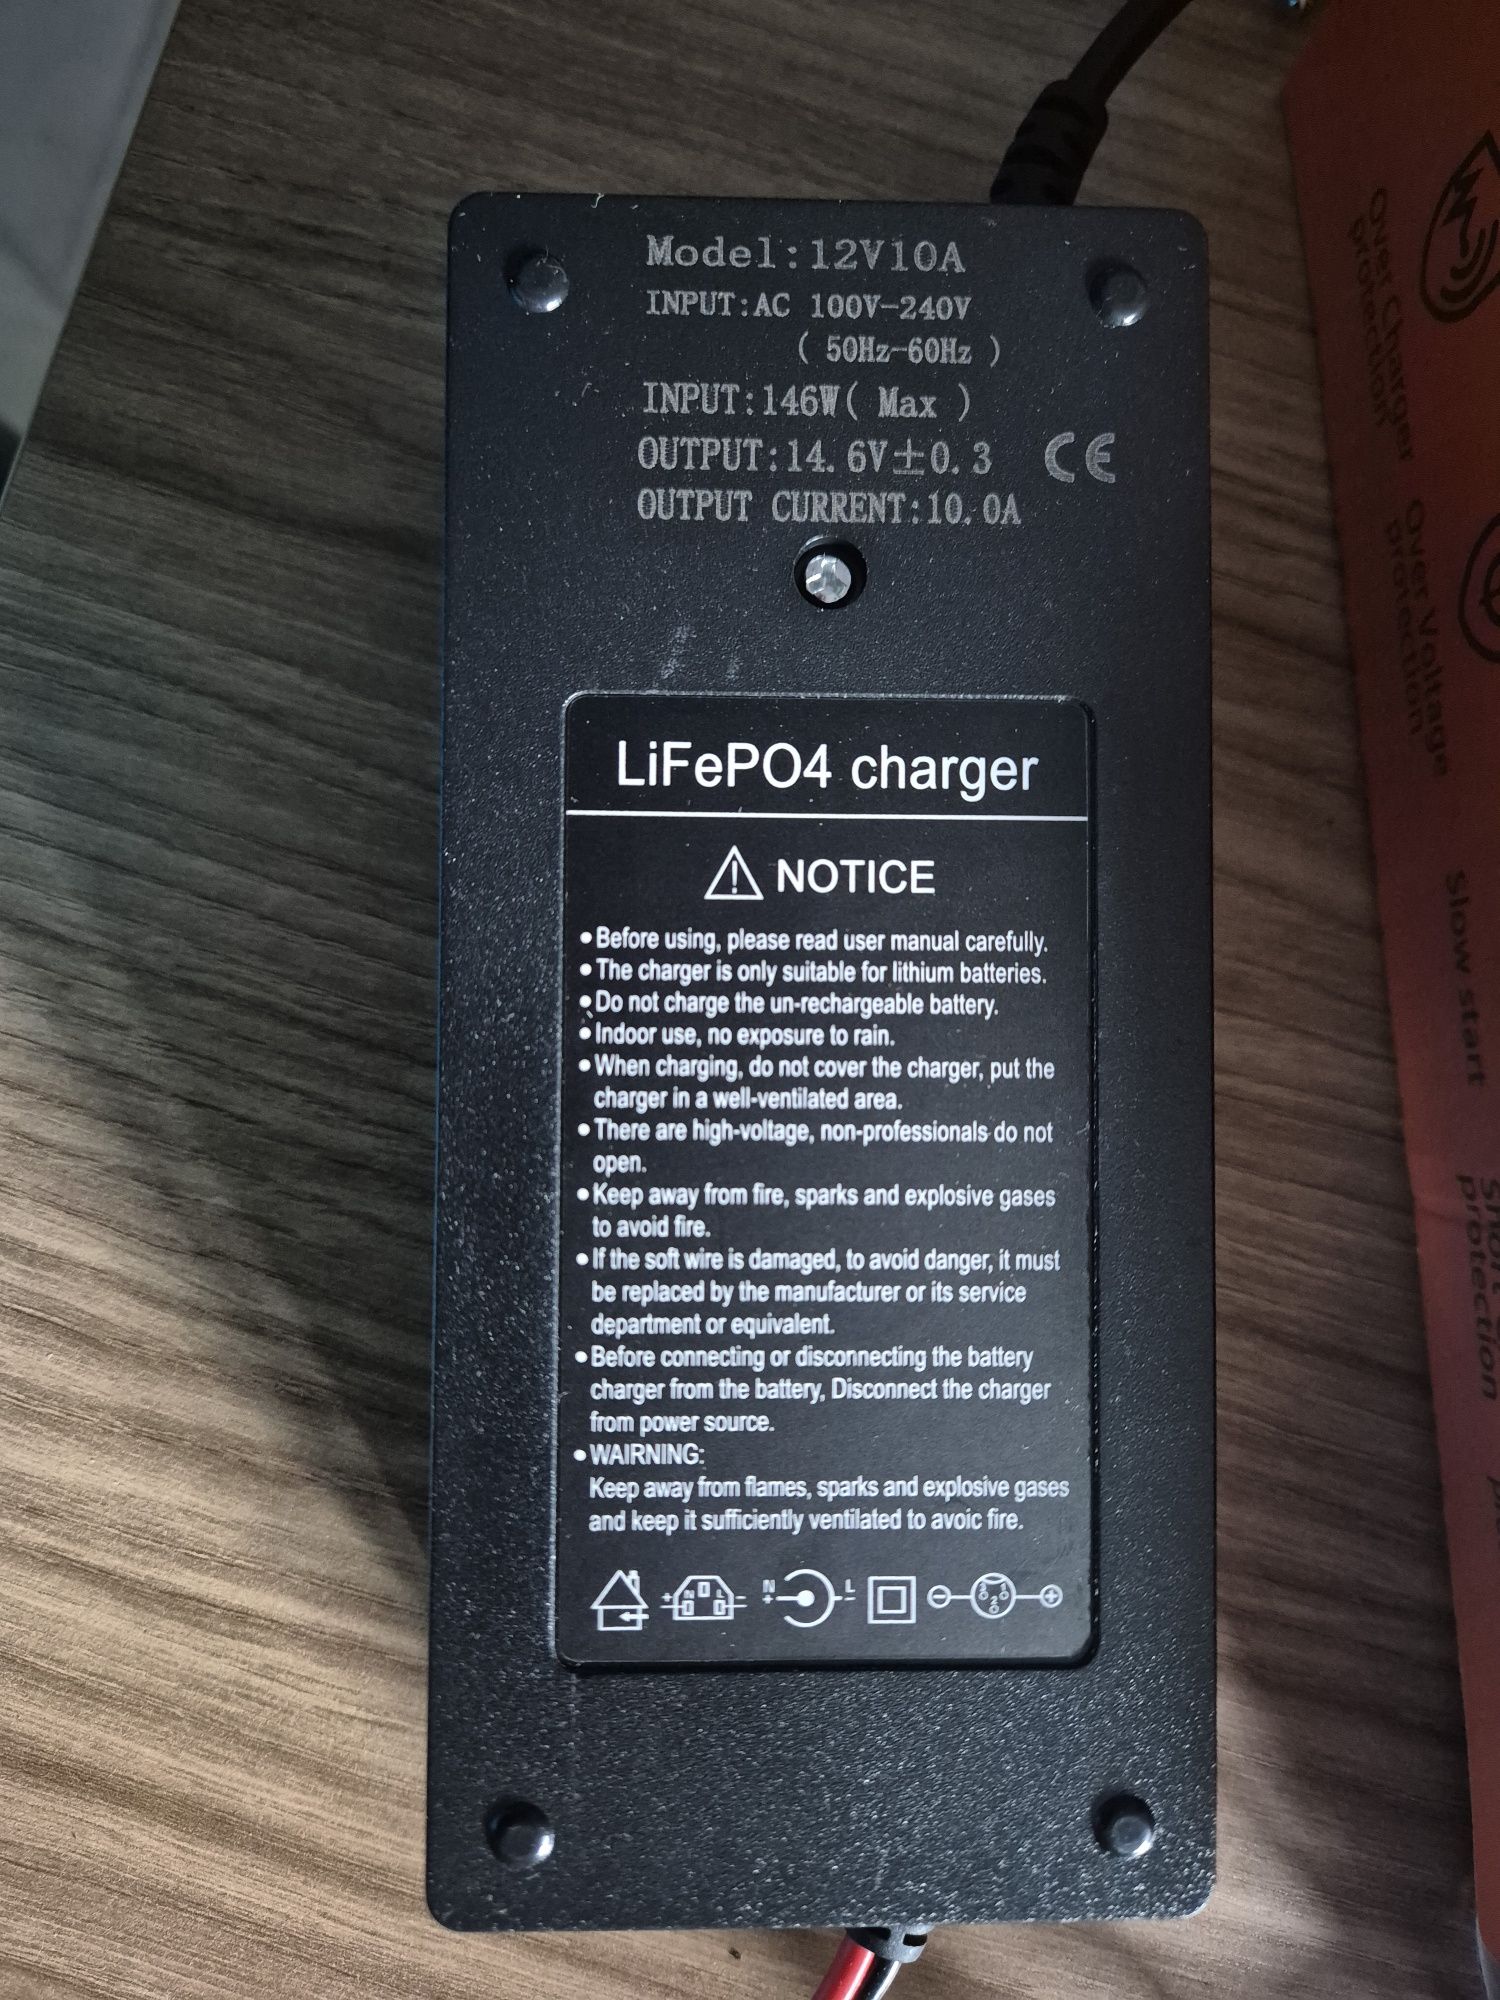 Model:12V10A
INPUT:AC 100V-240V
( 50Hz-60Hz )
INPUT:146W( Max )
OUTPUT:14.6V±0.3
CE
OUTPUT CURRENT:10.0A
LiFePO4 charger
NOTICE
•Before using, please read user manual carefully.
•The charger is only suitable for lithium batteries.
•Do not charge the un-rechargeable battery.
•Indoor use, no exposure to rain.
•When charging, do not cover the charger, put the
charger in a well-ventilated area.
•There are high-voltage, non-professionals do not
open.
•Keep away from fire, sparks and explosive gases
to avoid fire.
•If the soft wire is damaged, to avoid danger, it must
be replaced by the manufacturer or its service
department or equivalent.
•Before connecting or disconnecting the battery
charger from the battery, Disconnect the charger
from power source.
•WAIRNING:
Keep away from flames, sparks and explosive gases
and keep it sufficiently ventilated to avoic fire.
N L
Over Charger
protection
Over Voltage
protection
Slow start
Short
protection